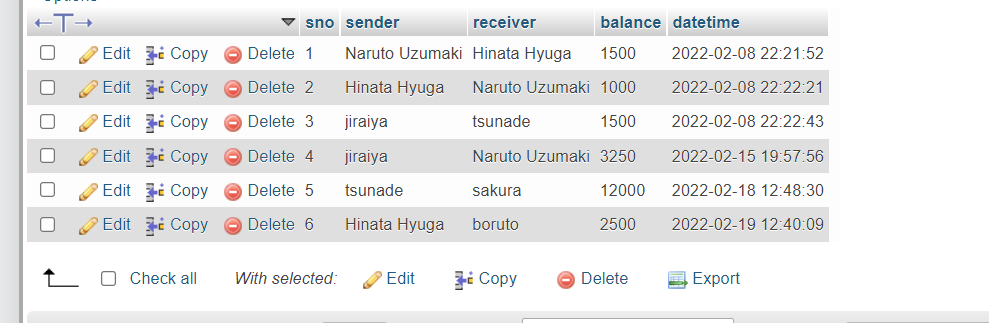 sno sender receiver balance datetime
Edit Copy Delete 1 Naruto Uzumaki Hinata Hyuga 1500 2022-02-08 22:21:52
Edit Copy Delete 2 Hinata Hyuga Naruto Uzumaki 1000 2022-02-08 22:22:21
Edit Copy Delete 3 jiraiya tsunade 1500 2022-02-08 22:22:43
Edit Copy Delete 4 jiraiya Naruto Uzumaki 3250 2022-02-15 19:57:56
Edit Copy Delete 5 tsunade sakura 12000 2022-02-18 12:48:30
Edit Copy Delete 6 Hinata Hyuga boruto 2500 2022-02-19 12:40:09
Check all With selected: Edit Copy Delete Export